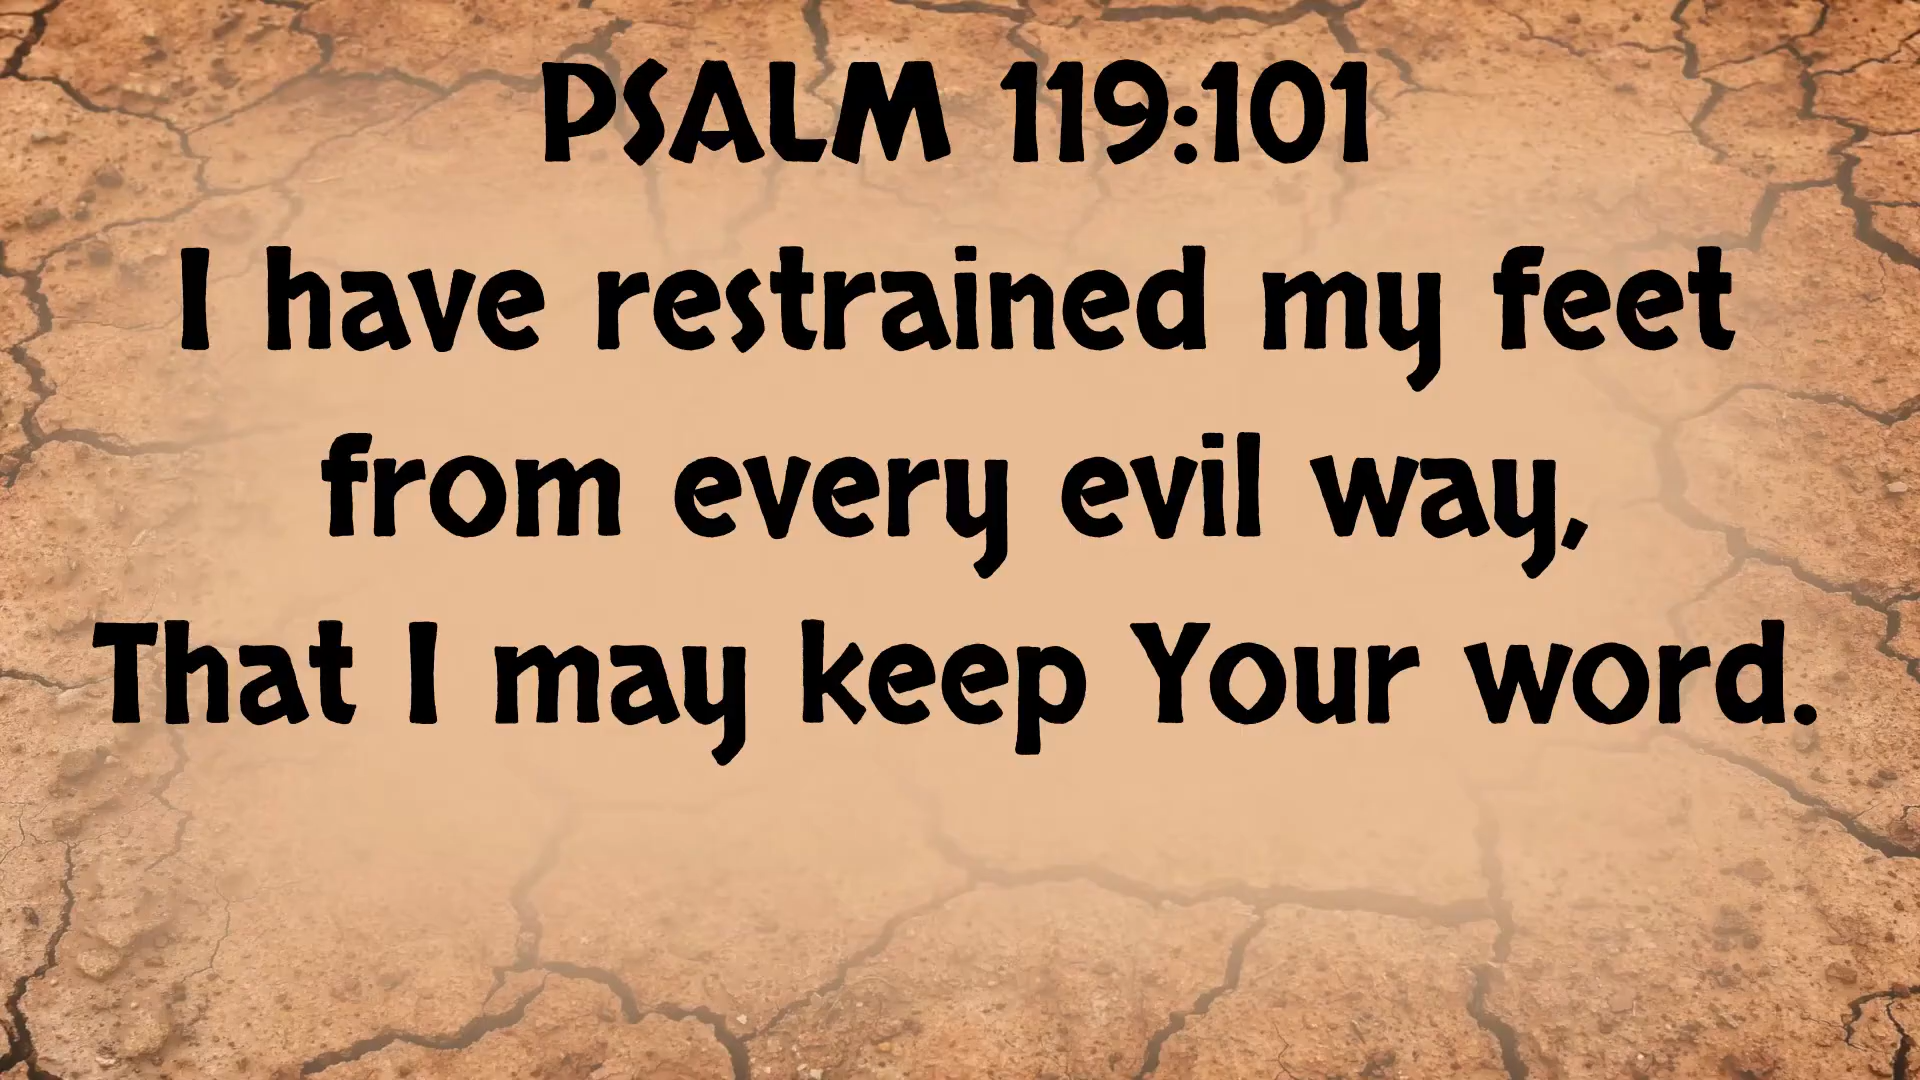 PSALM 119:101
I have restrained my feet
from every evil way,
That I may keep Your word.